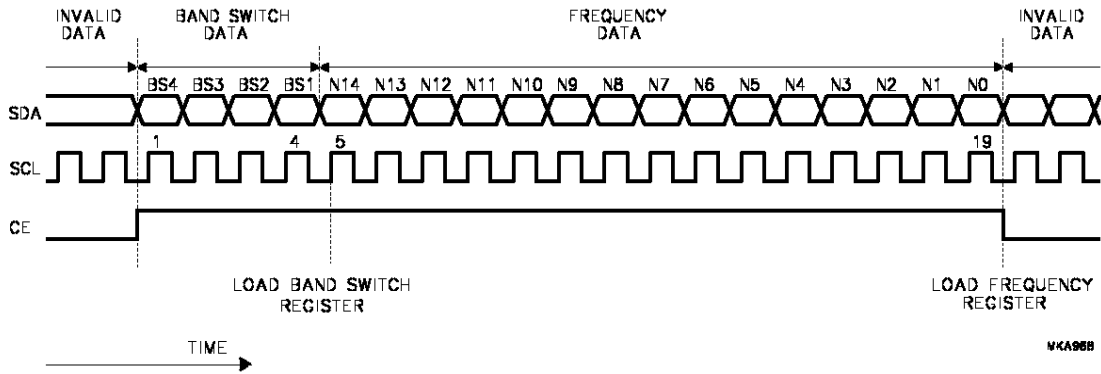 INVALID DATA
BAND SWITCH DATA
FREQUENCY DATA
INVALID DATA
BS4 BS3 BS2 BS1 N14 N13 N12 N11 N10 N9 N8 N7 N6 N5 N4 N3 N2 N1 N0
SDA
1 4 5 19
SCL
CE
LOAD BAND SWITCH REGISTER
LOAD FREQUENCY REGISTER
TIME
MKA958